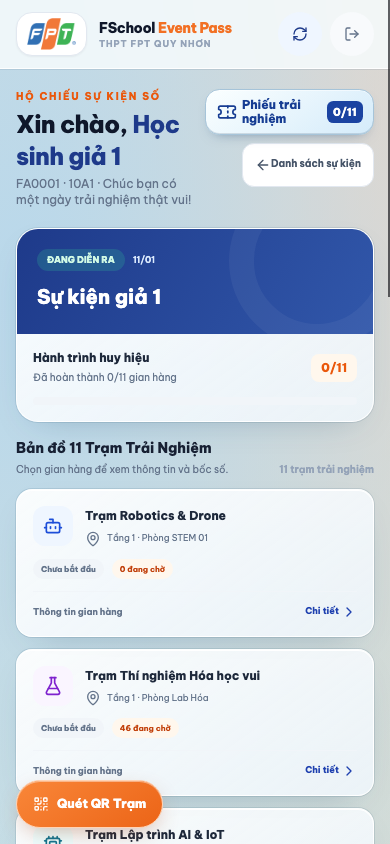 FPT
FSchool Event Pass
THPT FPT QUY NHƠN
HỘ CHIẾU SỰ KIỆN SỐ
Xin chào, Học
sinh giả 1
FA0001 · 10A1 · Chúc bạn có
một ngày trải nghiệm thật vui!
Phiếu trải
nghiệm
0/11
Danh sách sự kiện
ĐANG DIỄN RA
11/01
Sự kiện giả 1
Hành trình huy hiệu
Đã hoàn thành 0/11 gian hàng
0/11
Bản đồ 11 Trạm Trải Nghiệm
Chọn gian hàng để xem thông tin và bốc số.
11 trạm trải nghiệm
Trạm Robotics & Drone
Tầng 1 · Phòng STEM 01
Chưa bắt đầu
0 đang chờ
Thông tin gian hàng
Chi tiết
Trạm Thí nghiệm Hóa học vui
Tầng 1 · Phòng Lab Hóa
Chưa bắt đầu
46 đang chờ
Thông tin gian hàng
Chi tiết
Quét QR Trạm
Trạm Lập trình AI & IoT